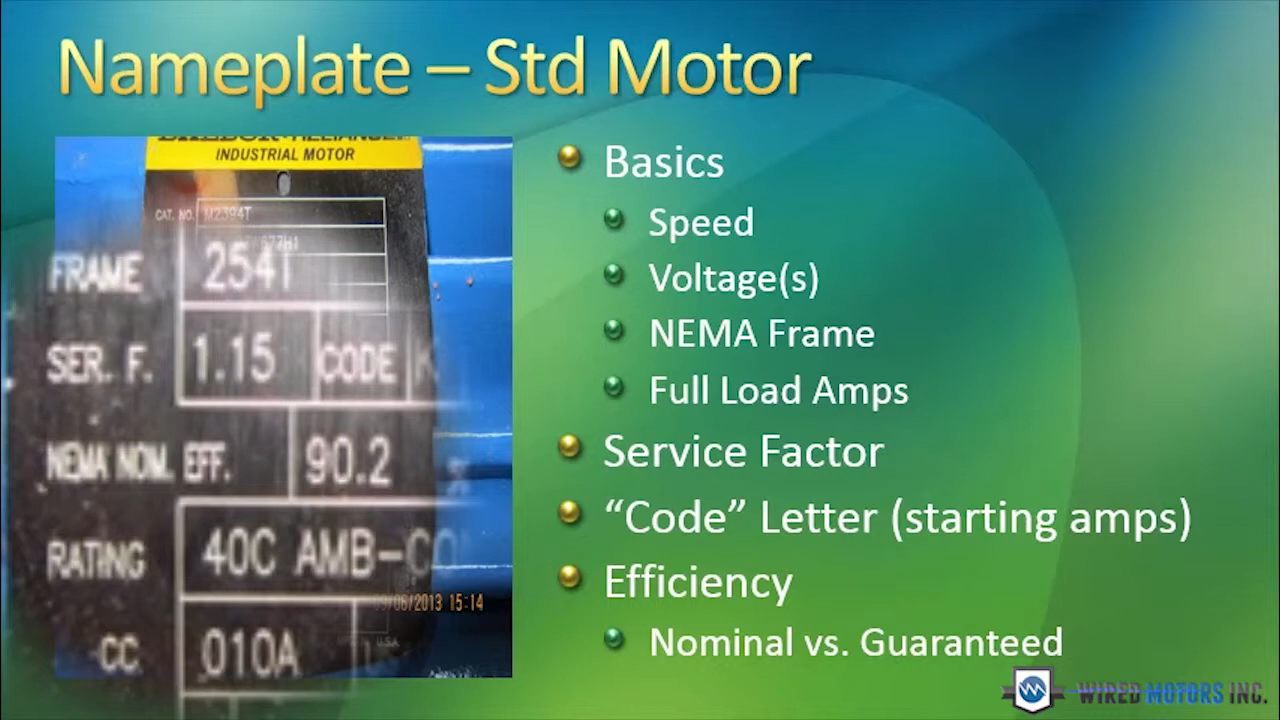 Nameplate – Std Motor
INDUSTRIAL MOTOR
CAT. NO. M2394T
FRAME 254T
SER. F. 1.15 CODE K
NEMA NOM. EFF. 90.2
RATING 40C AMB-CO
/06/2013 15:14
CC 010A
U.S.A.
Basics
Speed
Voltage(s)
NEMA Frame
Full Load Amps
Service Factor
“Code” Letter (starting amps)
Efficiency
Nominal vs. Guaranteed
WIRED MOTORS INC.